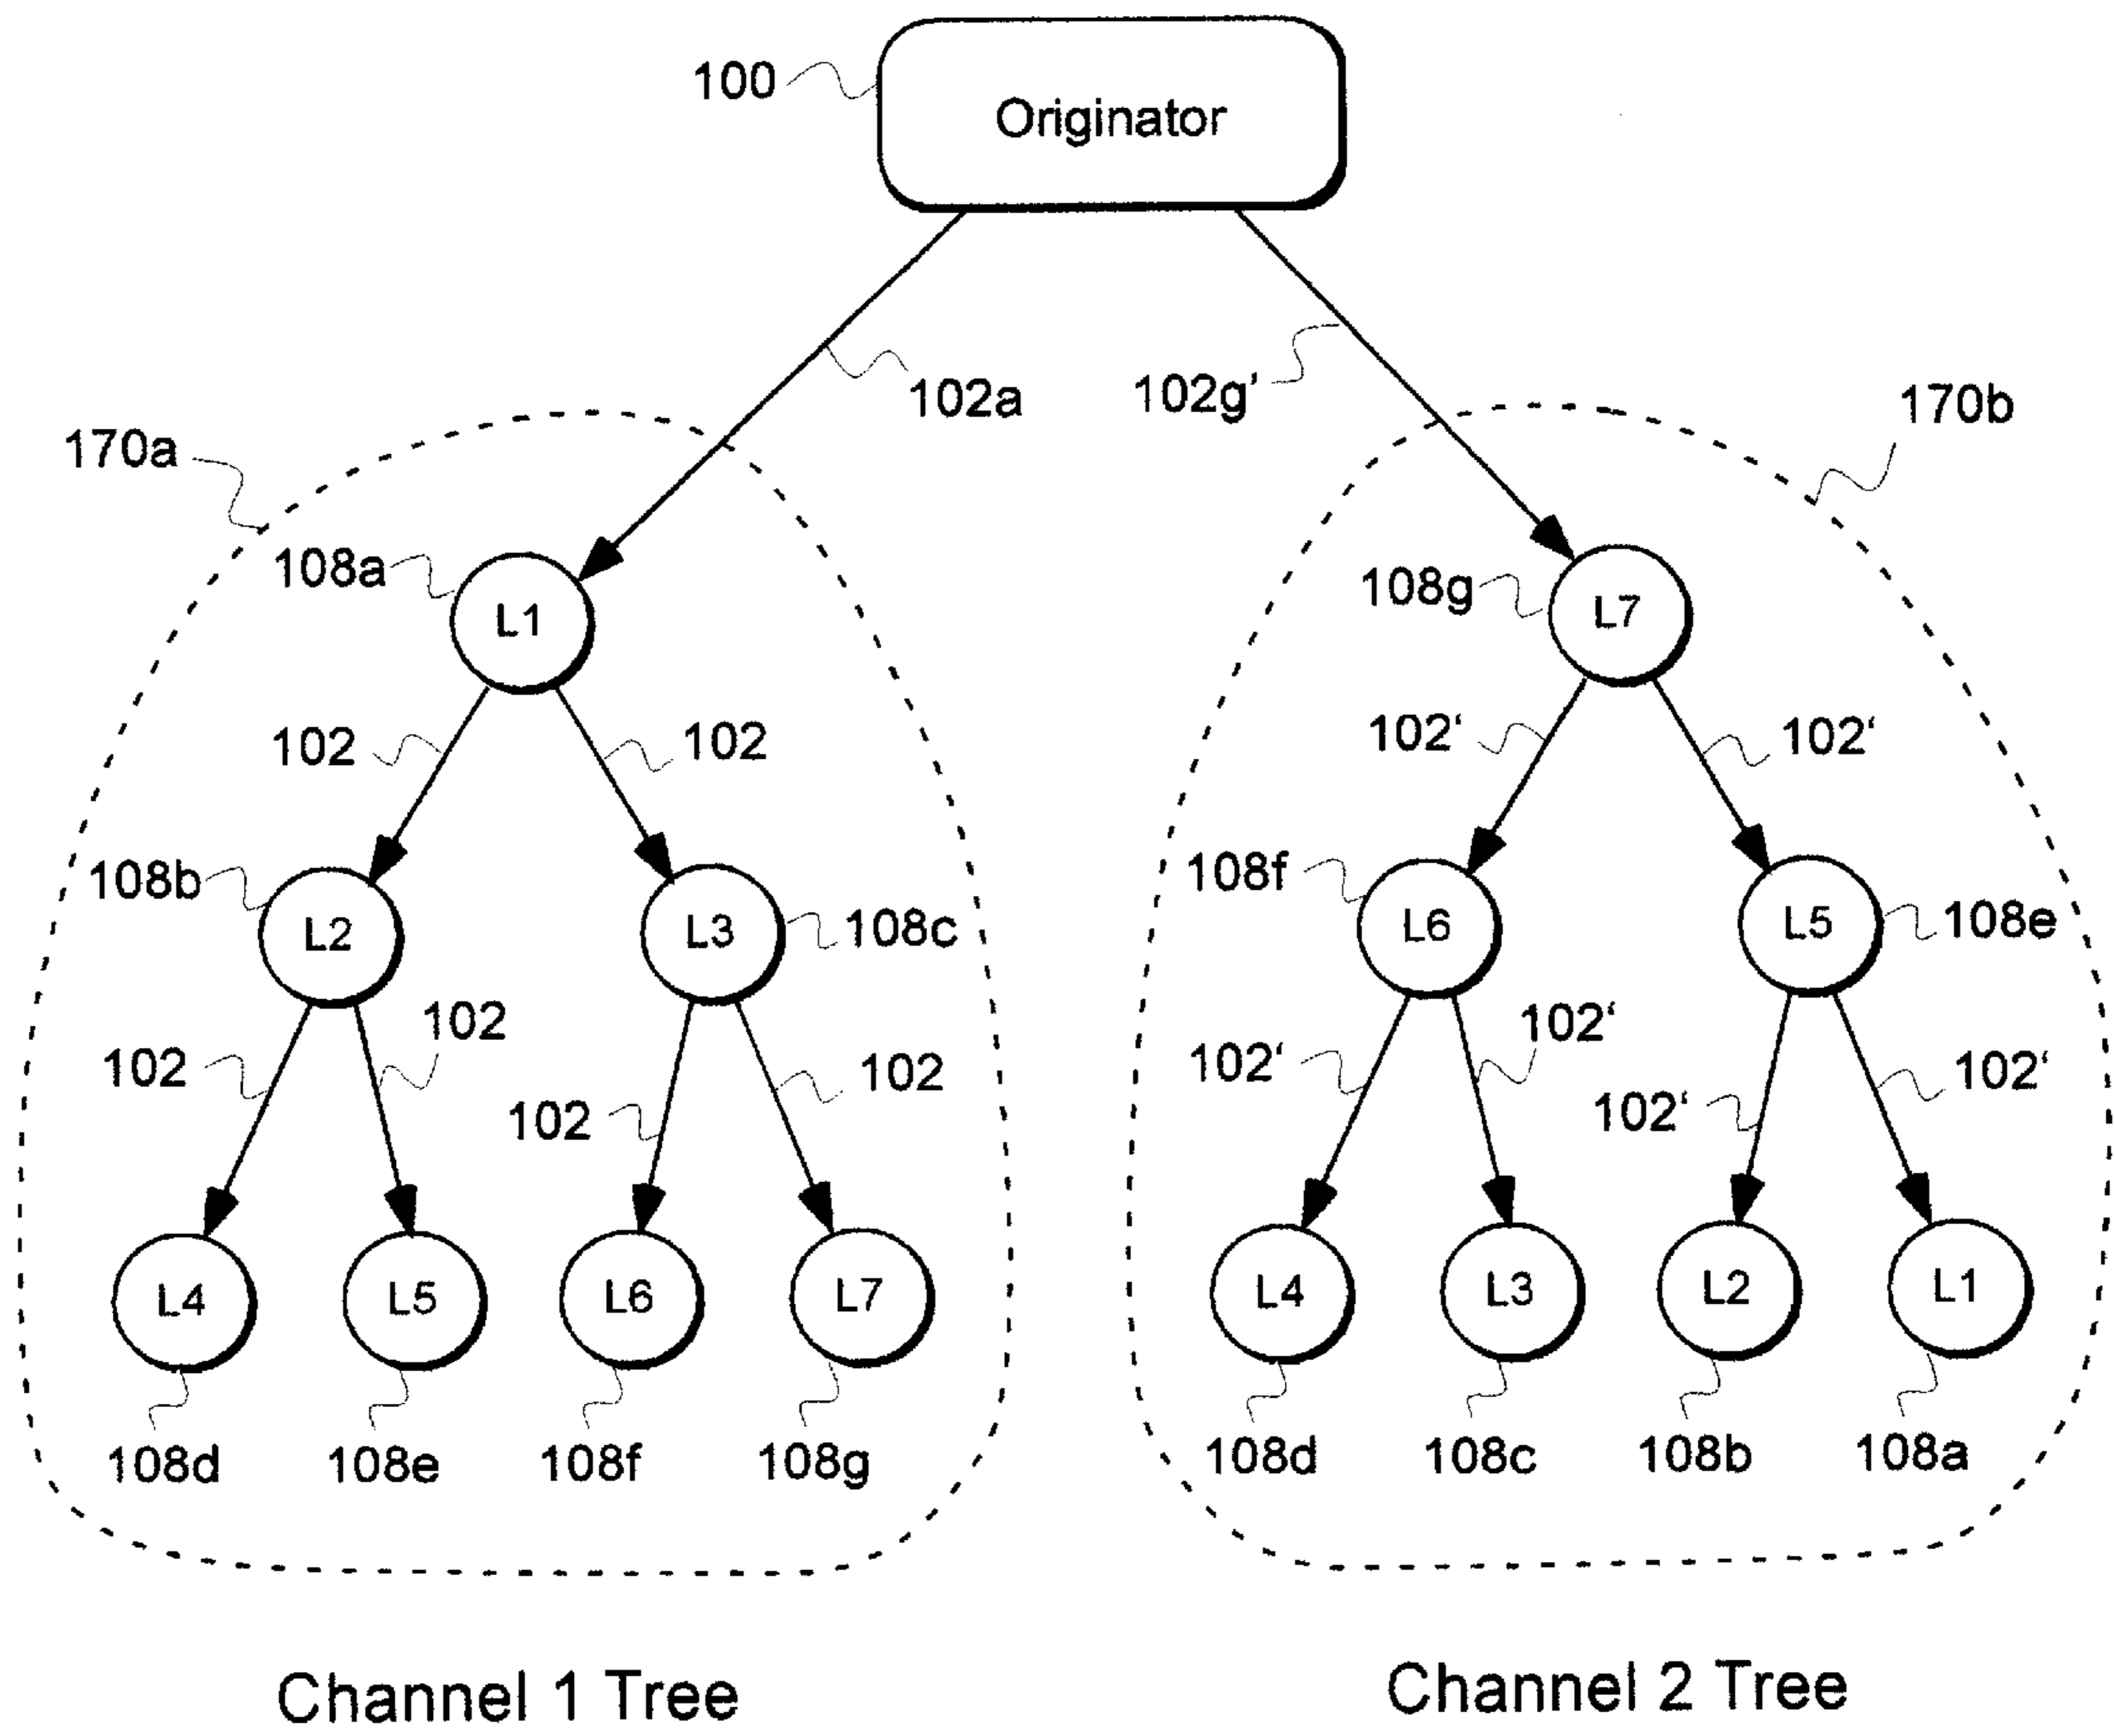 100
Originator
102a
102g'
170a
170b
108a
L1
108g
L7
102
102
102'
102'
108b
L2
L3
108c
108f
L6
L5
108e
102
102
102
102
102'
102'
102'
102'
L4
L5
L6
L7
L4
L3
L2
L1
108d
108e
108f
108g
108d
108c
108b
108a
Channel 1 Tree
Channel 2 Tree